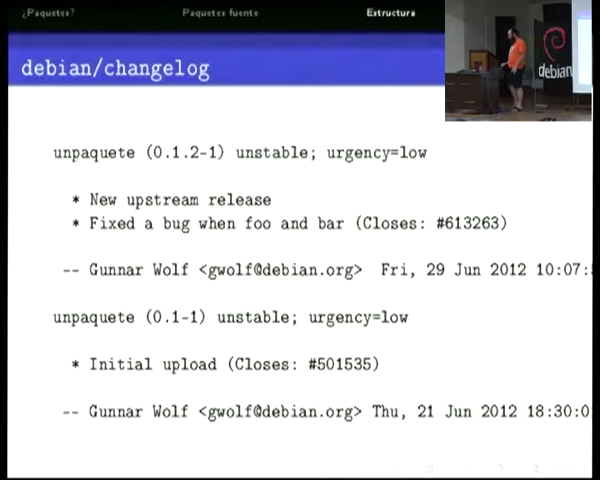 ¿Paquetes?
Paquetes fuente
Estructura
debian/changelog
debian
unpaquete (0.1.2-1) unstable; urgency=low
* New upstream release
* Fixed a bug when foo and bar (Closes: #613263)
-- Gunnar Wolf <gwolf@debian.org> Fri, 29 Jun 2012 10:07:
unpaquete (0.1-1) unstable; urgency=low
* Initial upload (Closes: #501535)
-- Gunnar Wolf <gwolf@debian.org> Thu, 21 Jun 2012 18:30:0